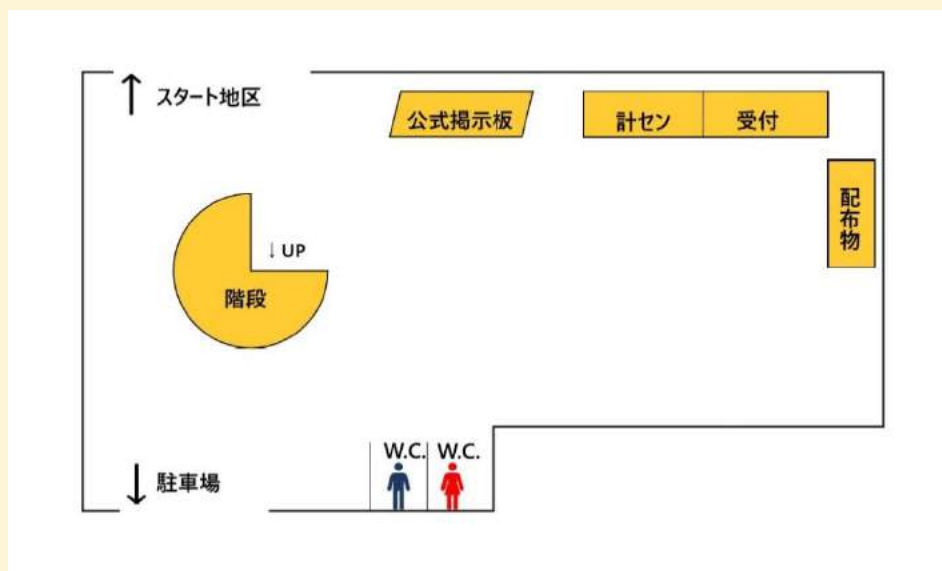 ↑ スタート地区
公式掲示板
計セン
受付
配布物
↓ UP
階段
W.C.
W.C.
↓ 駐車場